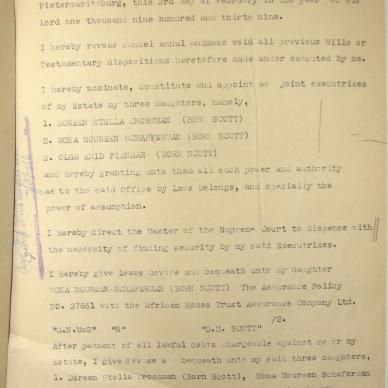 Pietermaritzburg, this 3rd day of February in the year of our
Lord one thousand nine hundred and thirty nine.
I hereby revoke cancel annul andmake void all previous Wills or
Testamentary dispositions heretofore made and/or executed by me.
I hereby nominate, constitute and appoint as joint executrixes
of my Estate my three daughters, namely,
1. DOREEN STELLA CROSSMAN (BORN SCOTT)
2. MONA MOUREEN SCHAFERMAN (BORN SCOTT)
3. OLGA ENID PIENAAR (BORN SCOTT)
and hereby granting unto them all such power and authority
as to the said Office by Laws belongs, and specially the
power of assumption.
I hereby direct the Master of the Supreme Court to dispense with
the necessity of finding security by my said Executrixes.
I hereby give leave devise and bequeath unto my daughter
MONA MOUREEN-SCHAFERMAN (BORN SCOTT) The Assurance Policy
NO. 37651 with the African Homes Trust Assurance Company Ltd.
/2.
"G.N.McG" "R" "D.M. SCOTT"
After payment of all lawful debts chargeable against me or my
Estate, I give devise and bequeath unto my said three daughters,
1. Doreen Stella Crossman (Born Scott), Mona Moureen Schaferman